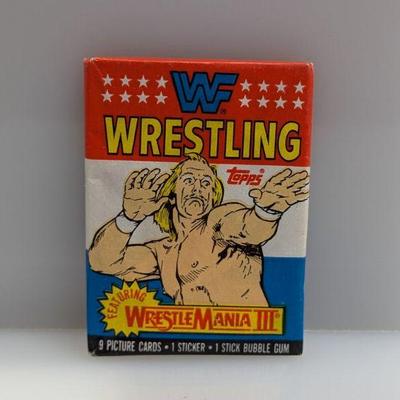 WF
WRESTLING
topps
FEATURING
WRESTLEMANIA III
9 PICTURE CARDS • 1 STICKER • 1 STICK BUBBLE GUM